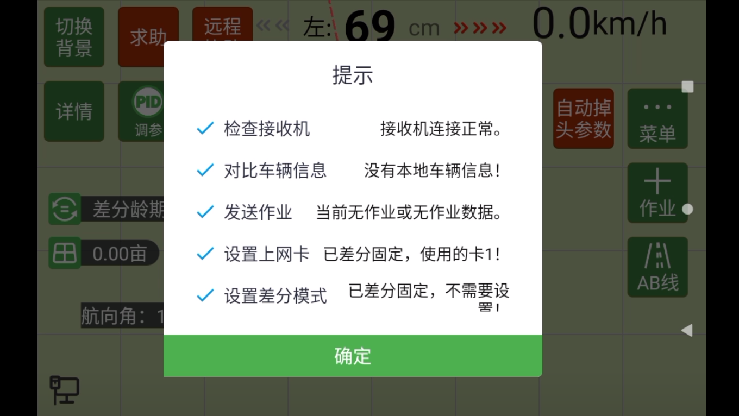 切换
背景
求助
远程
左:
69
cm
0.0km/h
提示
详情
PID
调参
自动掉
头参数
菜单
检查接收机 接收机连接正常。
对比车辆信息 没有本地车辆信息！
差分龄期
发送作业 当前无作业或无作业数据。
作业
0.00亩
设置上网卡 已差分固定，使用的卡1！
设置差分模式 已差分固定，不需要设
置！
AB线
航向角：1
确定